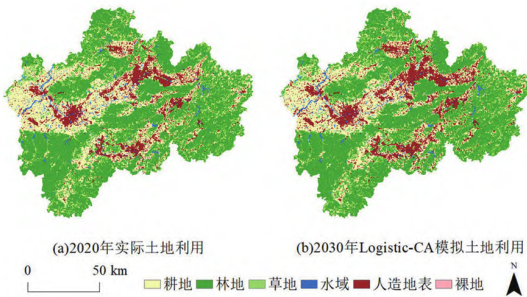 (a)2020年实际土地利用
(b)2030年Logistic-CA模拟土地利用
0 50 km
耕地 林地 草地 水域 人造地表 裸地
N